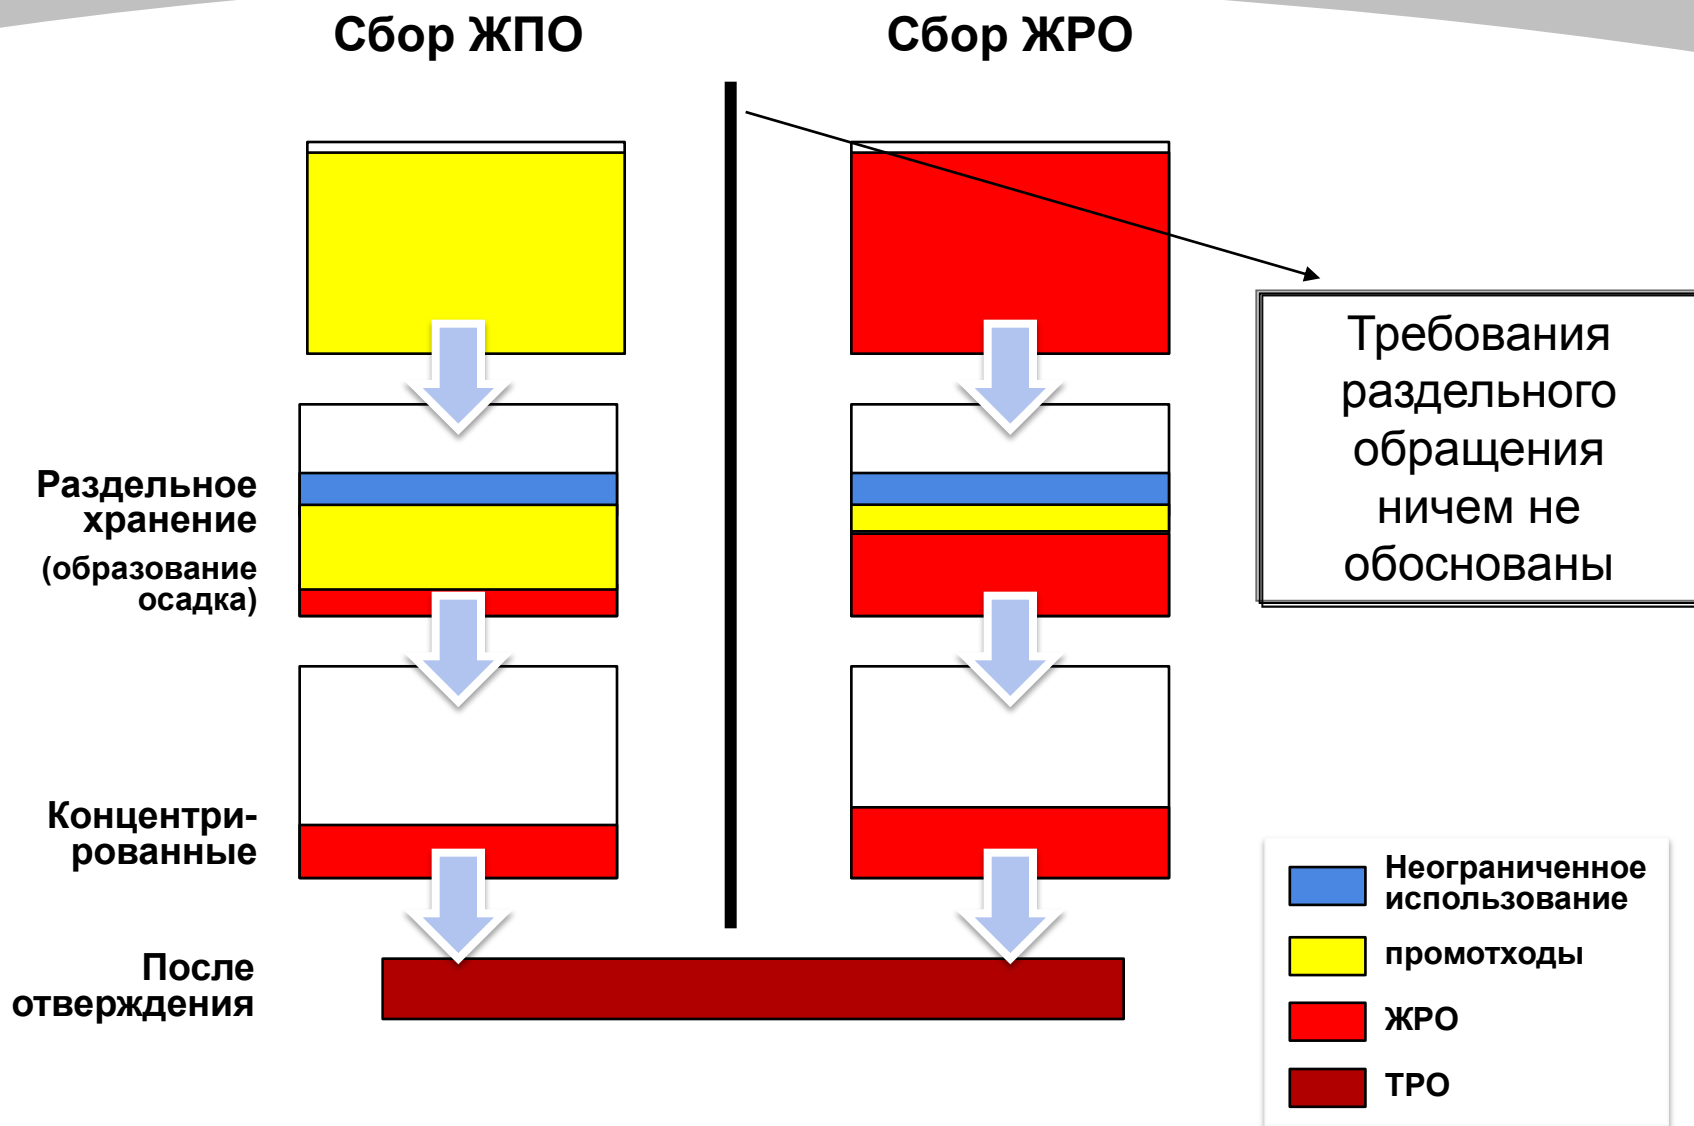 Сбор ЖПО
Сбор ЖРО
Требования
раздельного
обращения
ничем не
обоснованы
Раздельное
хранение
(образование
осадка)
Концентри-
рованные
После
отверждения
Неограниченное
использование
промотходы
ЖРО
ТРО